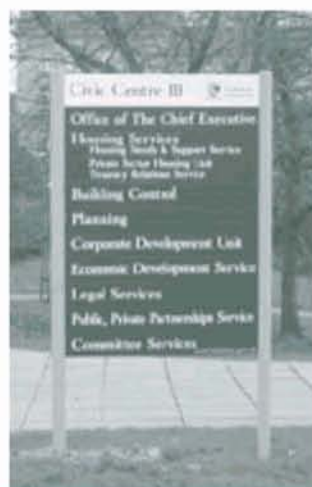 Civic Centre III
Office of The Chief Executive
Housing Services
Housing Needs & Support Service
Private Sector Housing Unit
Tenancy Relations Service
Building Control
Planning
Corporate Development Unit
Economic Development Service
Legal Services
Public, Private Partnerships Service
Committee Services